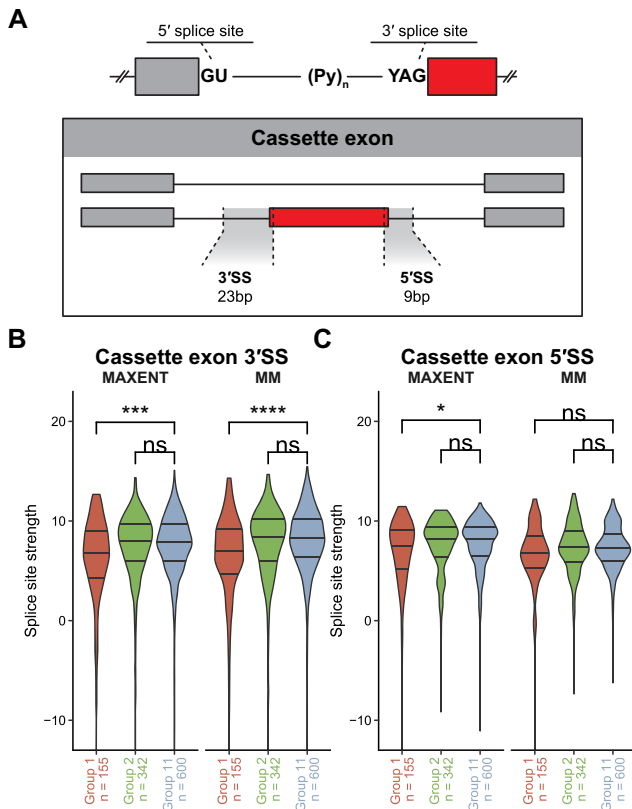 A
5′ splice site
3′ splice site
GU
(Py)n
YAG
Cassette exon
3′SS
23bp
5′SS
9bp
B
Cassette exon 3′SS
MAXENT
MM
Splice site strength
20
10
0
−10
***
ns
****
ns
Group 1
n = 155
Group 2
n = 342
Group 11
n = 600
Group 1
n = 155
Group 2
n = 342
Group 11
n = 600
C
Cassette exon 5′SS
MAXENT
MM
Splice site strength
20
10
0
−10
*
ns
ns
ns
Group 1
n = 155
Group 2
n = 342
Group 11
n = 600
Group 1
n = 155
Group 2
n = 342
Group 11
n = 600